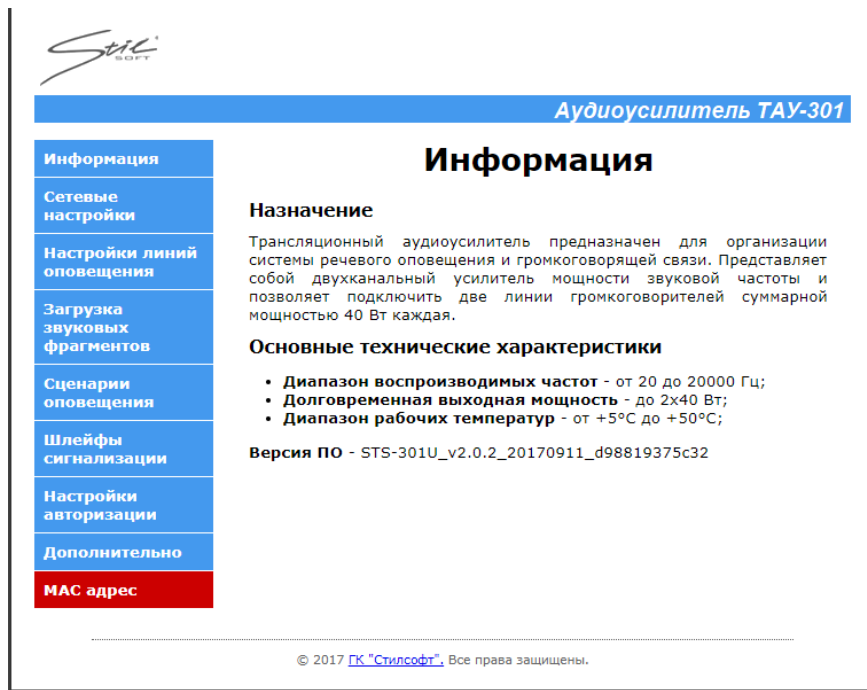 Stil
SOFT
Аудиоусилитель ТАУ-301
Информация
Сетевые
настройки
Настройки линий
оповещения
Загрузка
звуковых
фрагментов
Сценарии
оповещения
Шлейфы
сигнализации
Настройки
авторизации
Дополнительно
MAC адрес
Информация
Назначение
Трансляционный аудиоусилитель предназначен для организации
системы речевого оповещения и громкоговорящей связи. Представляет
собой двухканальный усилитель мощности звуковой частоты и
позволяет подключить две линии громкоговорителей суммарной
мощностью 40 Вт каждая.
Основные технические характеристики
• Диапазон воспроизводимых частот - от 20 до 20000 Гц;
• Долговременная выходная мощность - до 2x40 Вт;
• Диапазон рабочих температур - от +5°C до +50°C;
Версия ПО - STS-301U_v2.0.2_20170911_d98819375c32
© 2017 ГК "Стилсофт". Все права защищены.